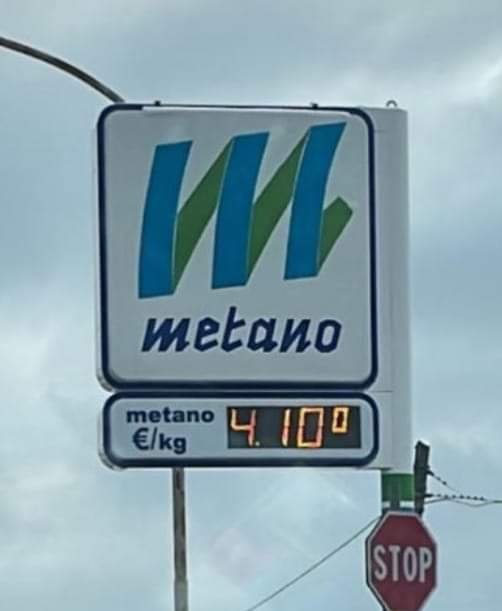 metano
metano
€/kg
4.10⁰
STOP